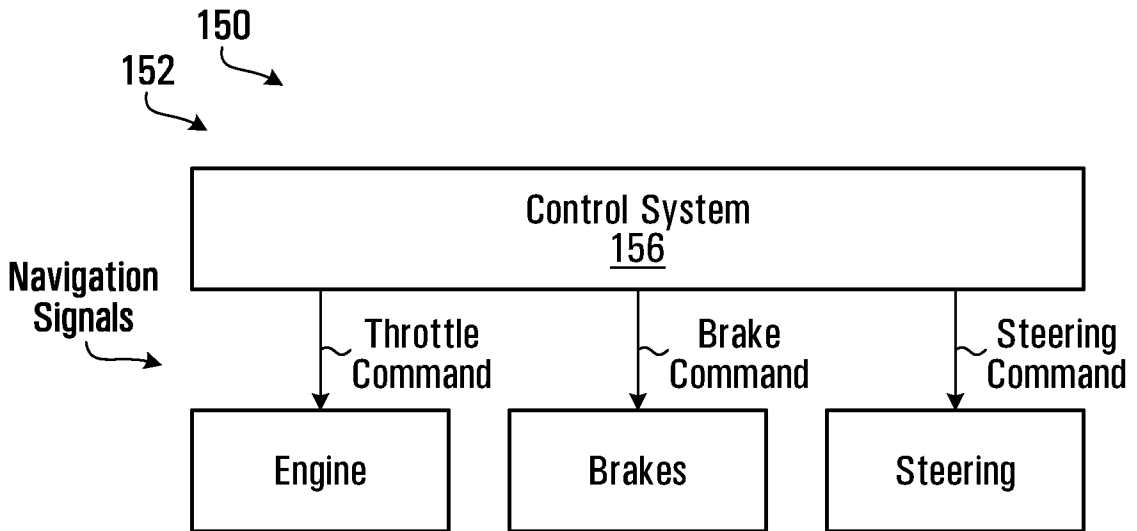 150
152
Control System
156
Navigation
Signals
Throttle
Command
Brake
Command
Steering
Command
Engine
Brakes
Steering